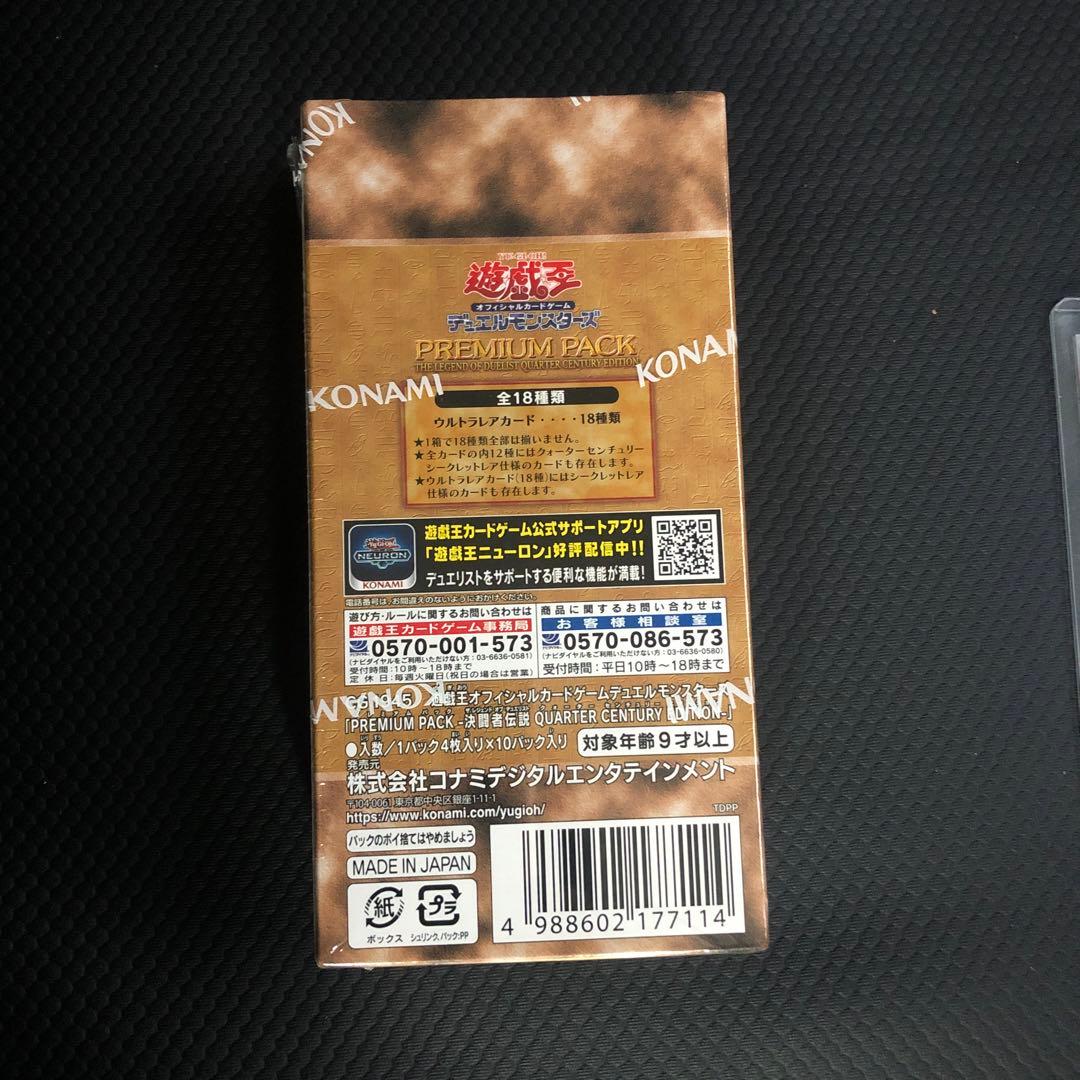 KONAMI
YU-GI-OH!
遊戯王
オフィシャルカードゲーム
デュエルモンスターズ
PREMIUM PACK
THE LEGEND OF DUELIST QUARTER CENTURY EDITION
KONAMI
KONAMI
全18種類
ウルトラレアカード・・・・18種類
★1箱で18種類全部は揃いません。
★全カードの内12種にはクォーターセンチュリー
シークレットレア仕様のカードも存在します。
★ウルトラレアカード(18種)にはシークレットレア
仕様のカードも存在します。
Yu-Gi-Oh!
NEURON
KONAMI
遊戯王カードゲーム公式サポートアプリ
「遊戯王ニューロン」好評配信中!!
デュエリストをサポートする便利な機能が満載!
電話番号は、お間違えのないようにおかけください。
遊び方・ルールに関するお問い合わせは
遊戯王カードゲーム事務局
0570-001-573
(ナビダイヤルをご利用いただけない方:03-6636-0581)
受付時間:10時~18時まで
定休日:毎週火曜日(祝日の場合は営業)
商品に関するお問い合わせは
お客様相談室
0570-086-573
(ナビダイヤルをご利用いただけない方:03-6636-0580)
受付時間:平日10時~18時まで
KONAMI
KONAMI
遊戯王オフィシャルカードゲームデュエルモンスターズ
「PREMIUM PACK -決闘者伝説 QUARTER CENTURY EDITION-」
●入数/1パック4枚入り×10パック入り
対象年齢9才以上
発売元
株式会社コナミデジタルエンタテインメント
〒104-0061 東京都中央区銀座1-11-1
https://www.konami.com/yugioh/
TDPP
パックのポイ捨てはやめましょう
MADE IN JAPAN
紙
ボックス
プラ
シュリンク、パック:PP
4 988602 177114